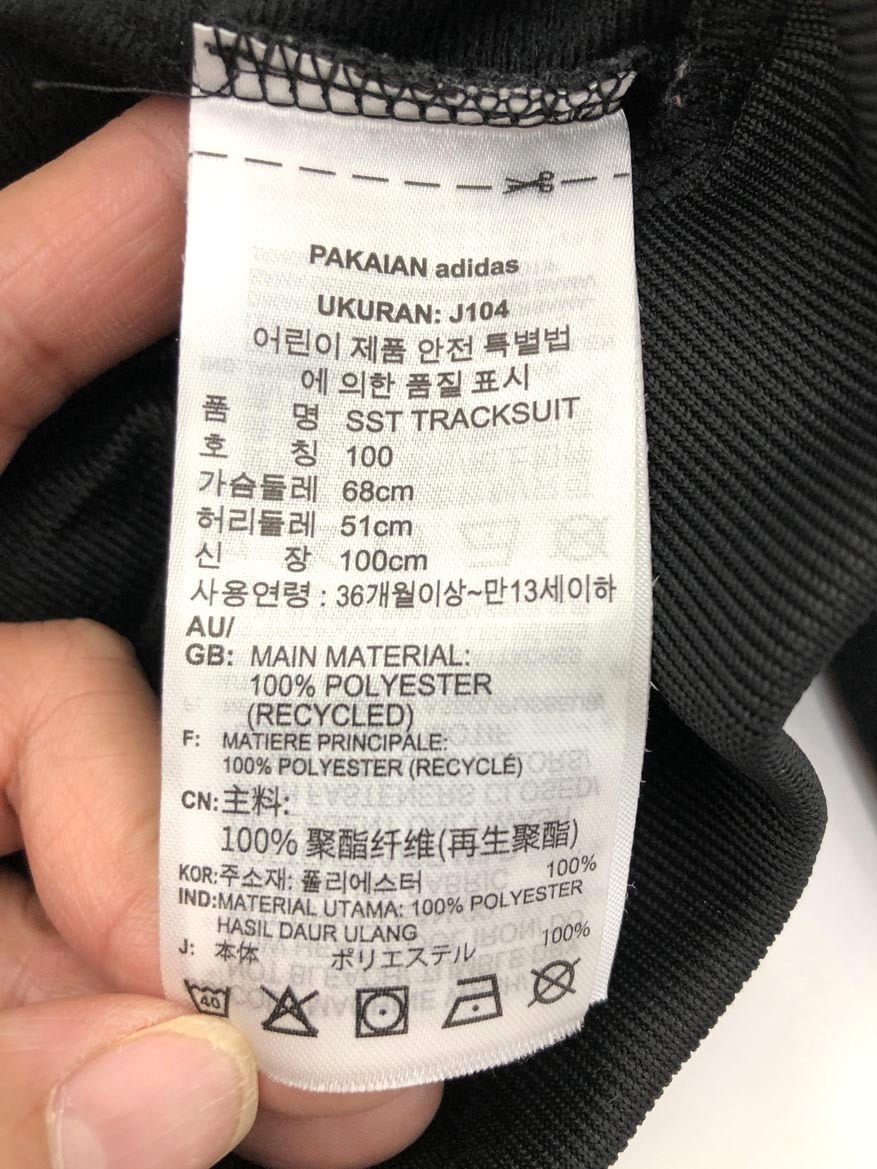 PAKAIAN adidas
UKURAN: J104
어린이 제품 안전 특별법
에 의한 품질 표시
품 명 SST TRACKSUIT
호 칭 100
가슴둘레 68cm
허리둘레 51cm
신 장 100cm
사용연령 : 36개월이상~만13세이하
AU/
GB: MAIN MATERIAL:
100% POLYESTER
(RECYCLED)
F: MATIERE PRINCIPALE:
100% POLYESTER (RECYCLÉ)
CN:主料:
100% 聚酯纤维(再生聚酯)
KOR:주소재: 폴리에스터 100%
IND:MATERIAL UTAMA: 100% POLYESTER
HASIL DAUR ULANG
J: 本体 ポリエステル 100%
40